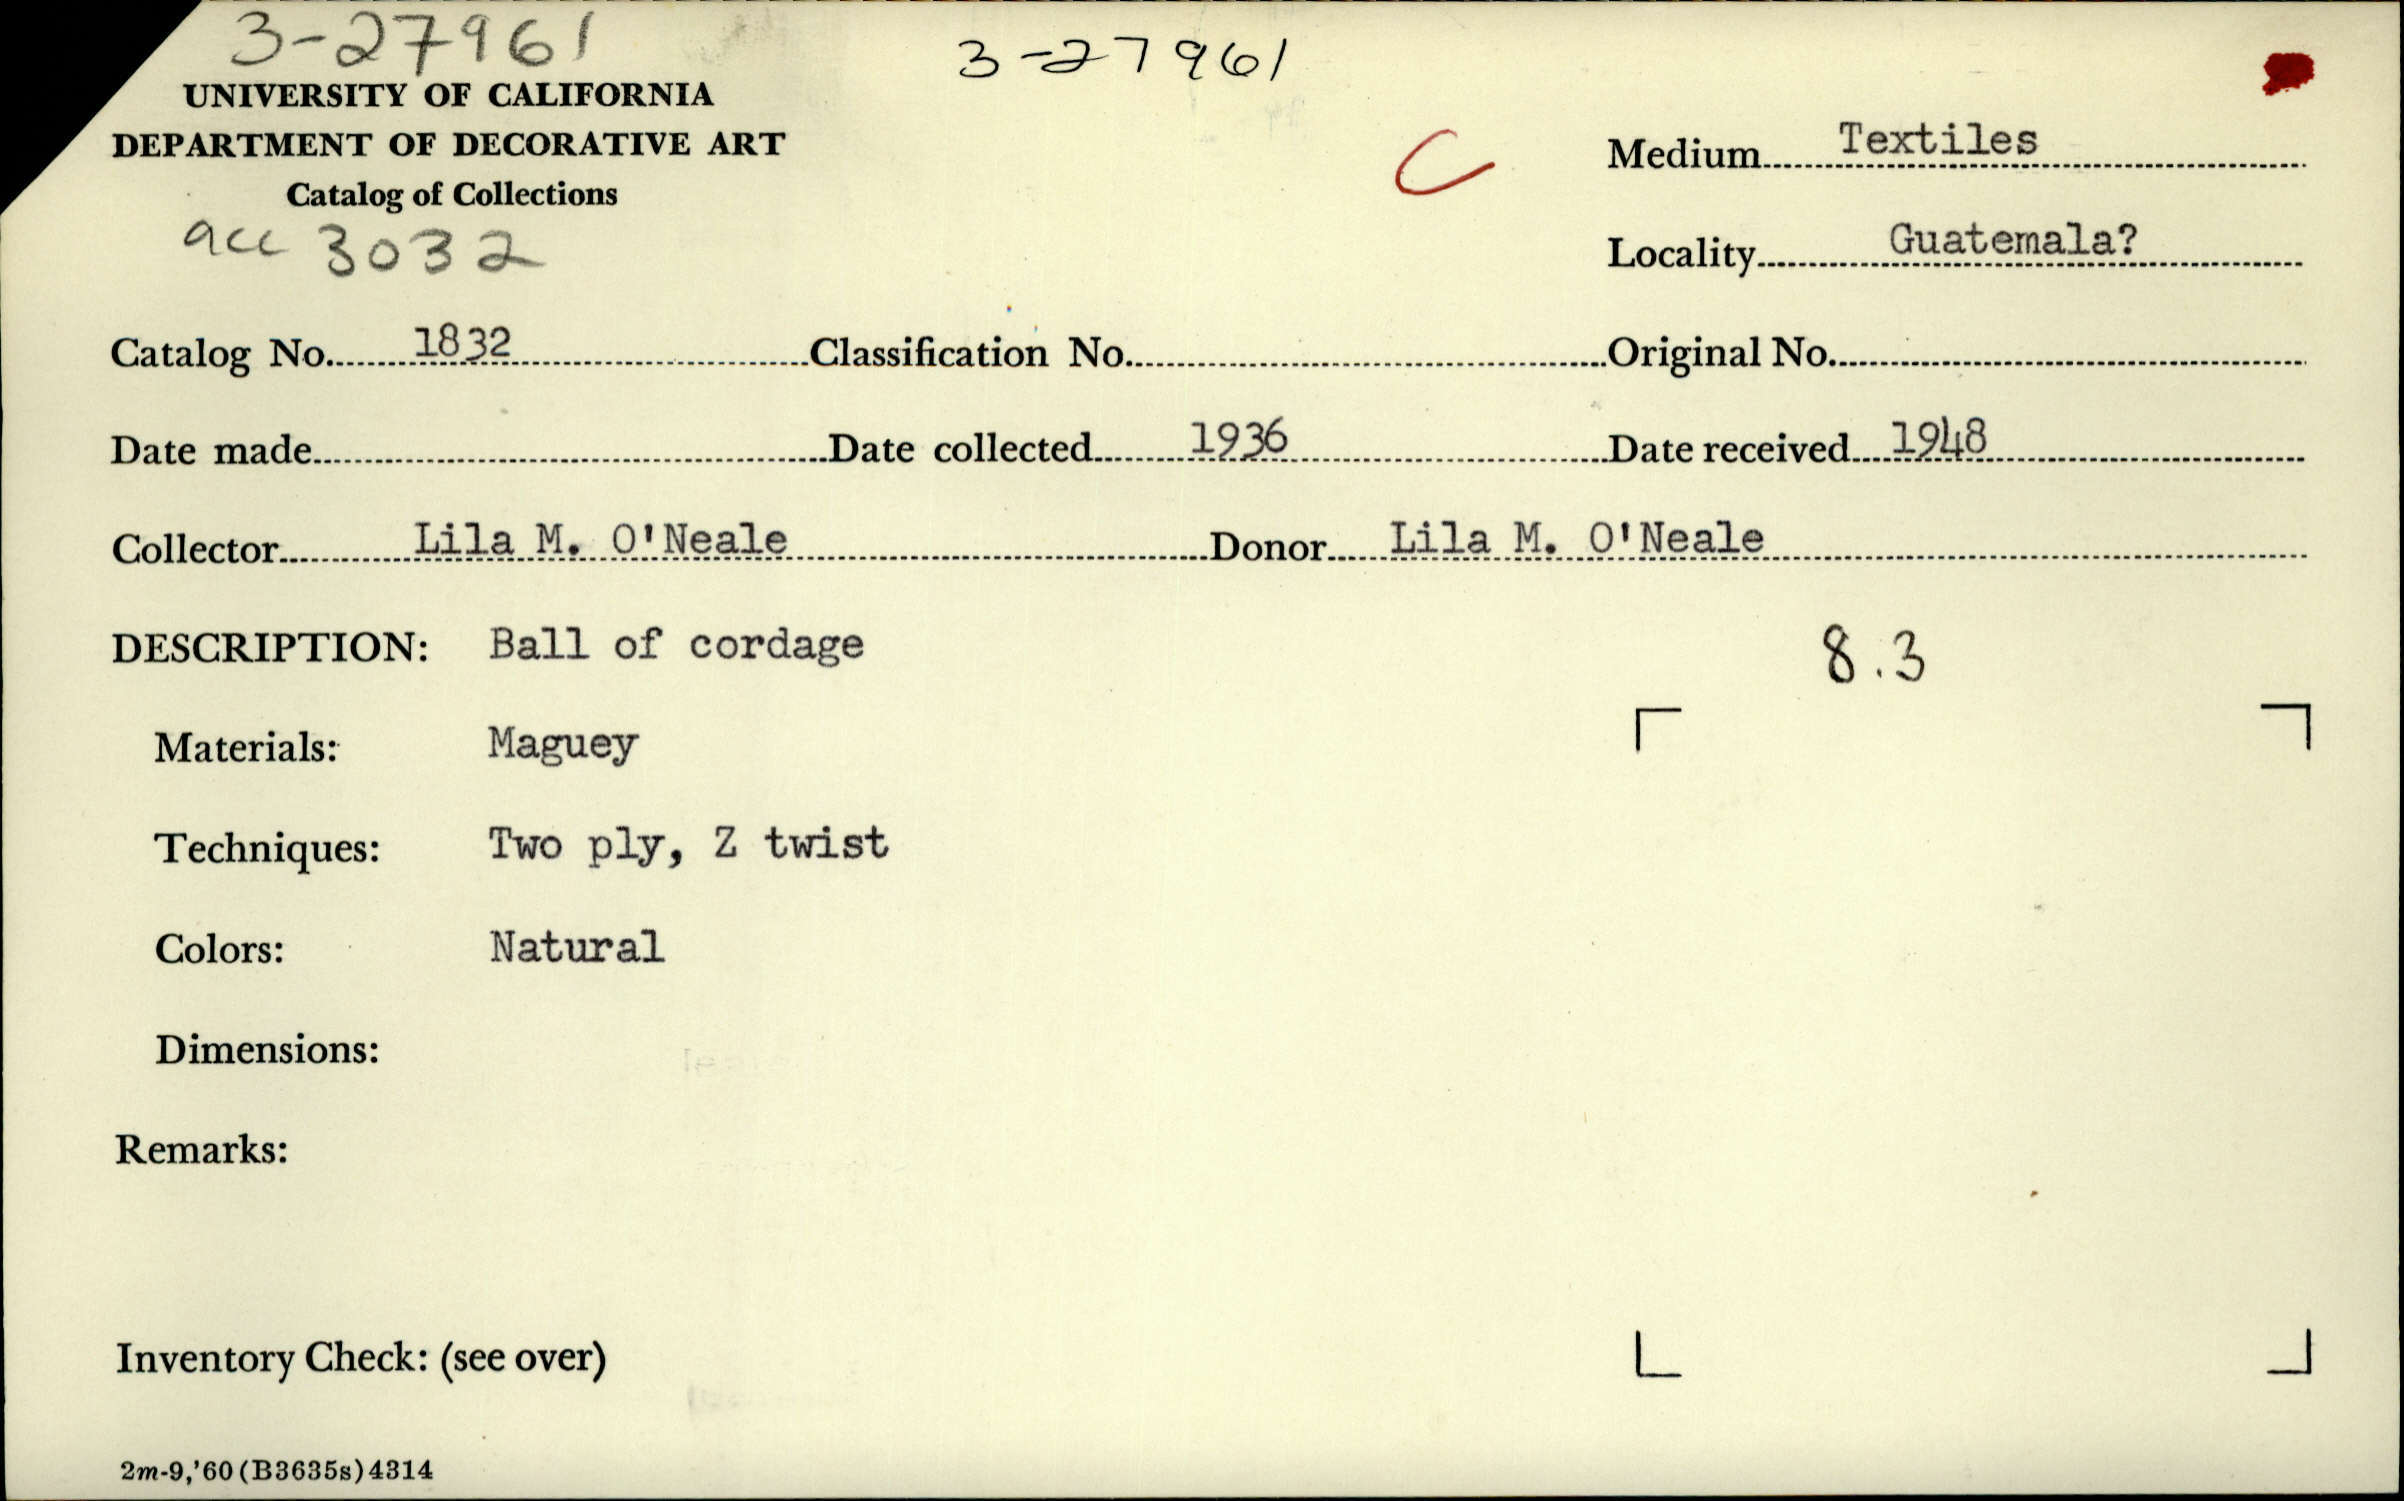 3-27961
3-27961
UNIVERSITY OF CALIFORNIA
DEPARTMENT OF DECORATIVE ART
Catalog of Collections
acc 3032
C
Medium Textiles
Locality Guatemala?
Catalog No. 1832 Classification No. Original No.
Date made Date collected 1936 Date received 1948
Collector Lila M. O'Neale Donor Lila M. O'Neale
DESCRIPTION: Ball of cordage 8.3
Materials: Maguey
Techniques: Two ply, Z twist
Colors: Natural
Dimensions:
Remarks:
Inventory Check: (see over)
2m-9,'60(B3635s)4314